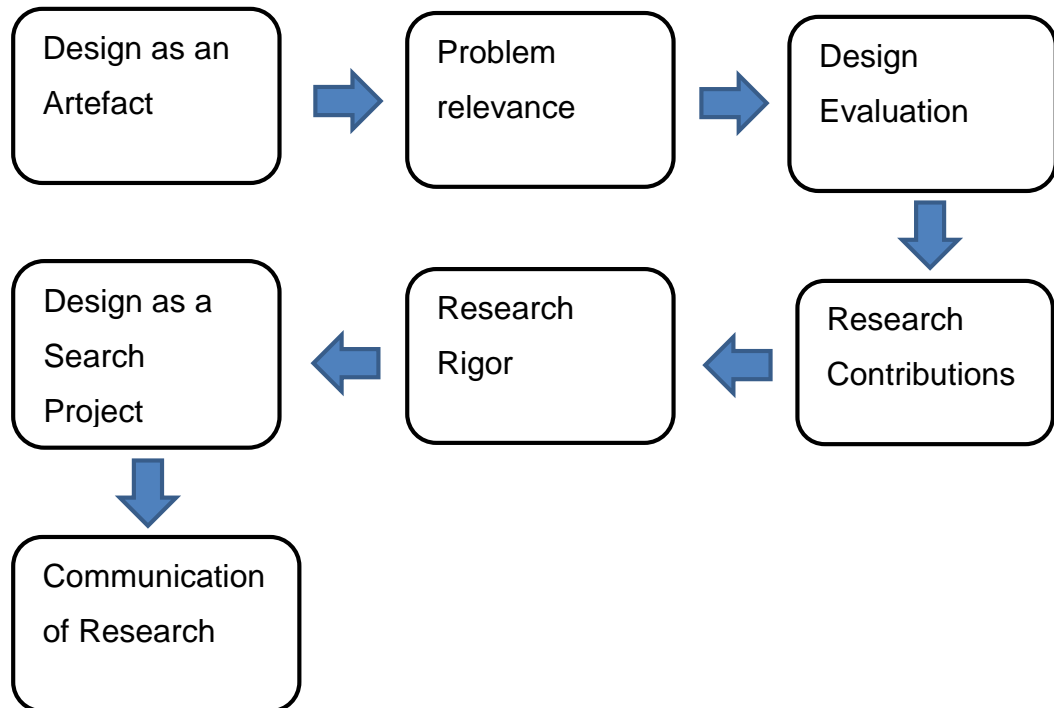 Design as an
Artefact
Problem
relevance
Design
Evaluation
Research
Contributions
Research
Rigor
Design as a
Search
Project
Communication
of Research